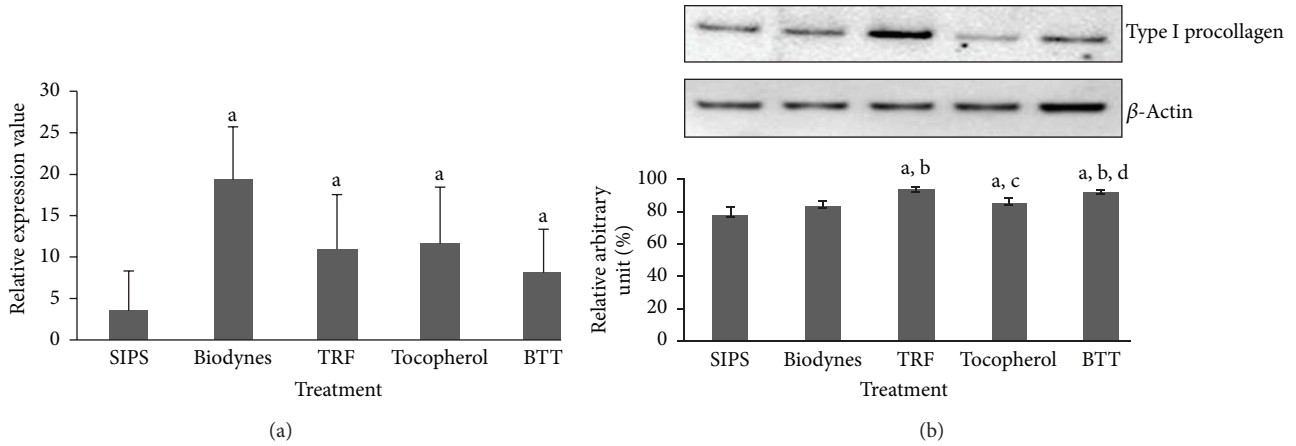 Relative expression value
30
25
20
15
10
5
0
a
a
a
a
SIPS Biodynes TRF Tocopherol BTT
Treatment
(a)
Type I procollagen
β-Actin
Relative arbitrary
unit (%)
100
80
60
40
20
0
a, b
a, c
a, b, d
SIPS Biodynes TRF Tocopherol BTT
Treatment
(b)